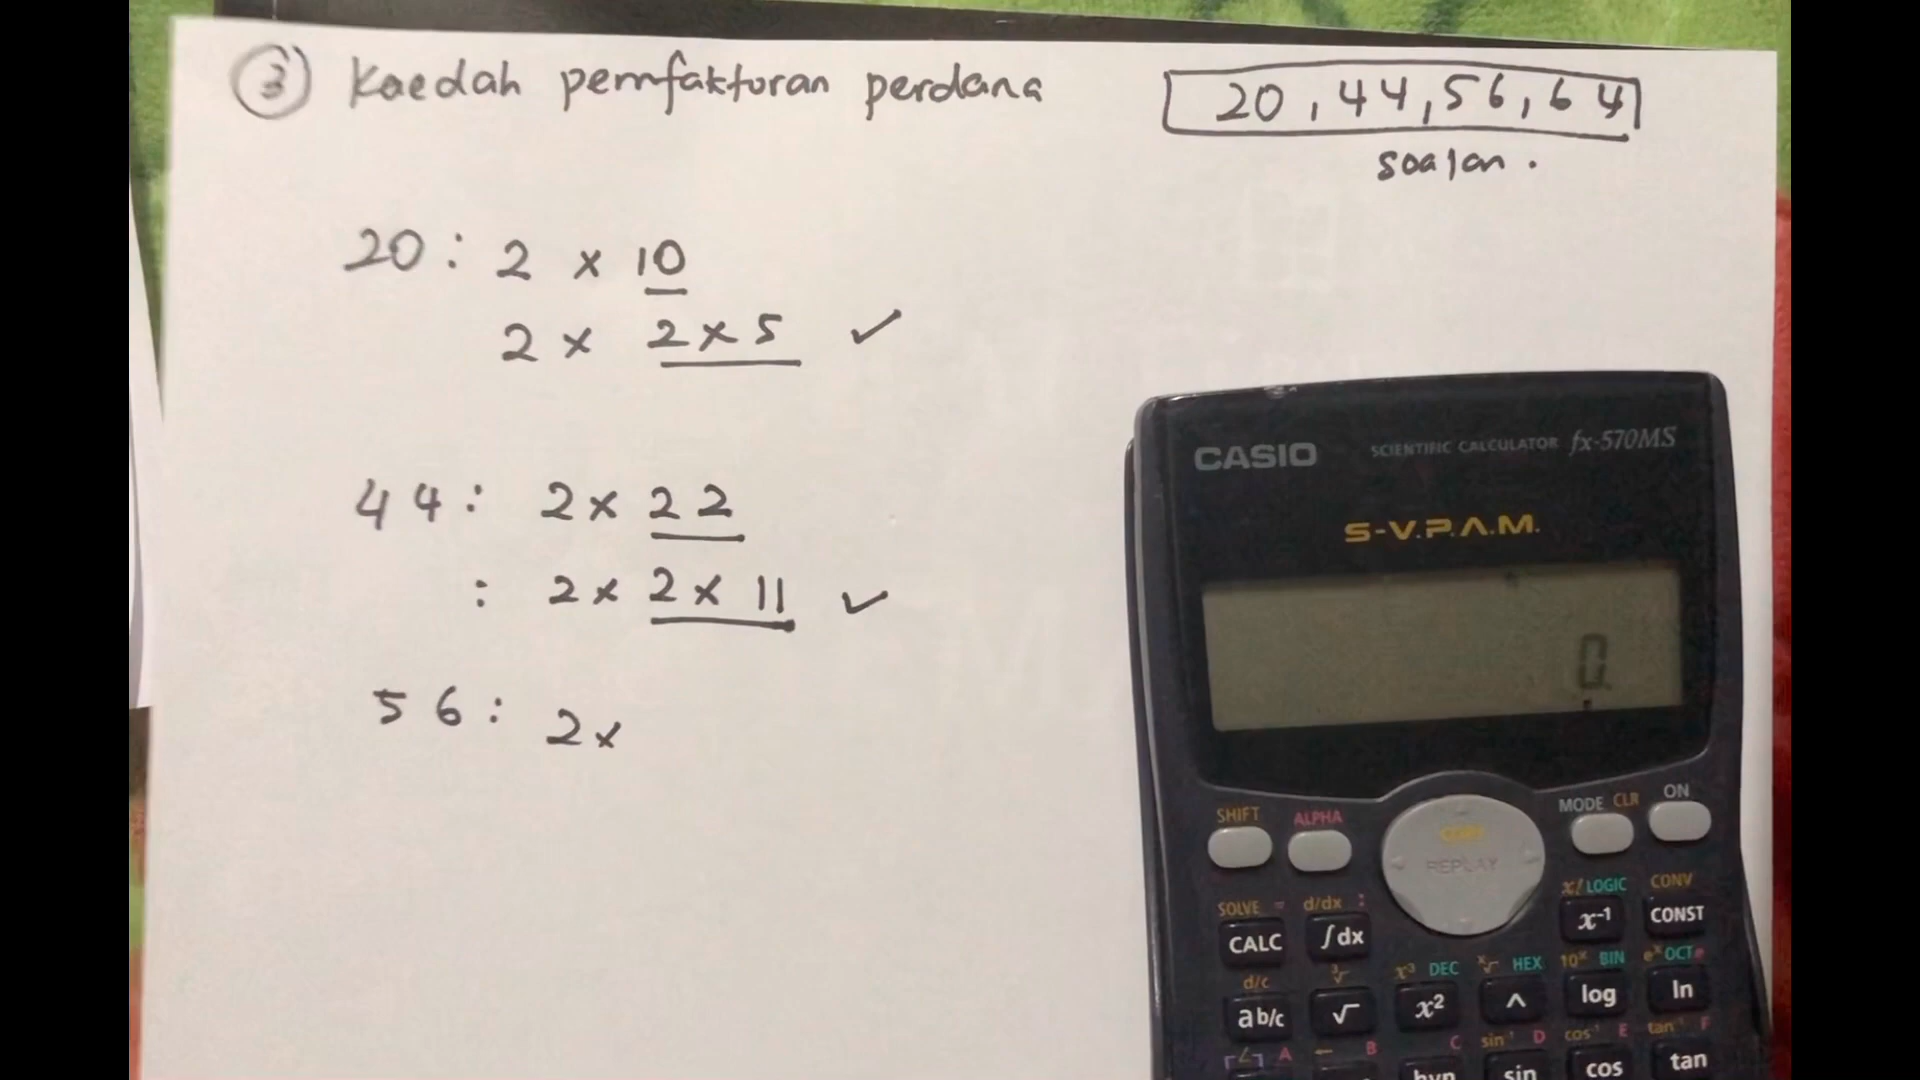 ③ Kaedah pemfaktoran perdana
20, 44, 56, 64
soalan.
20: 2 × 10
2 × 2 × 5 ✓
44: 2 × 22
: 2 × 2 × 11 ✓
56: 2 ×
CASIO SCIENTIFIC CALCULATOR fx-570MS
S-V.P.A.M.
0.
SHIFT ALPHA MODE CLR ON
COPY
REPLAY
x! LOGIC CONV
SOLVE = d/dx :
CALC ∫dx x⁻¹ CONST
d/c ³√ x³ DEC ˣ√ HEX 10ˣ BIN eˣ OCT
a b/c √ x² ^ log ln
A ← B C sin⁻¹ D cos⁻¹ E tan⁻¹ F
hyp sin cos tan